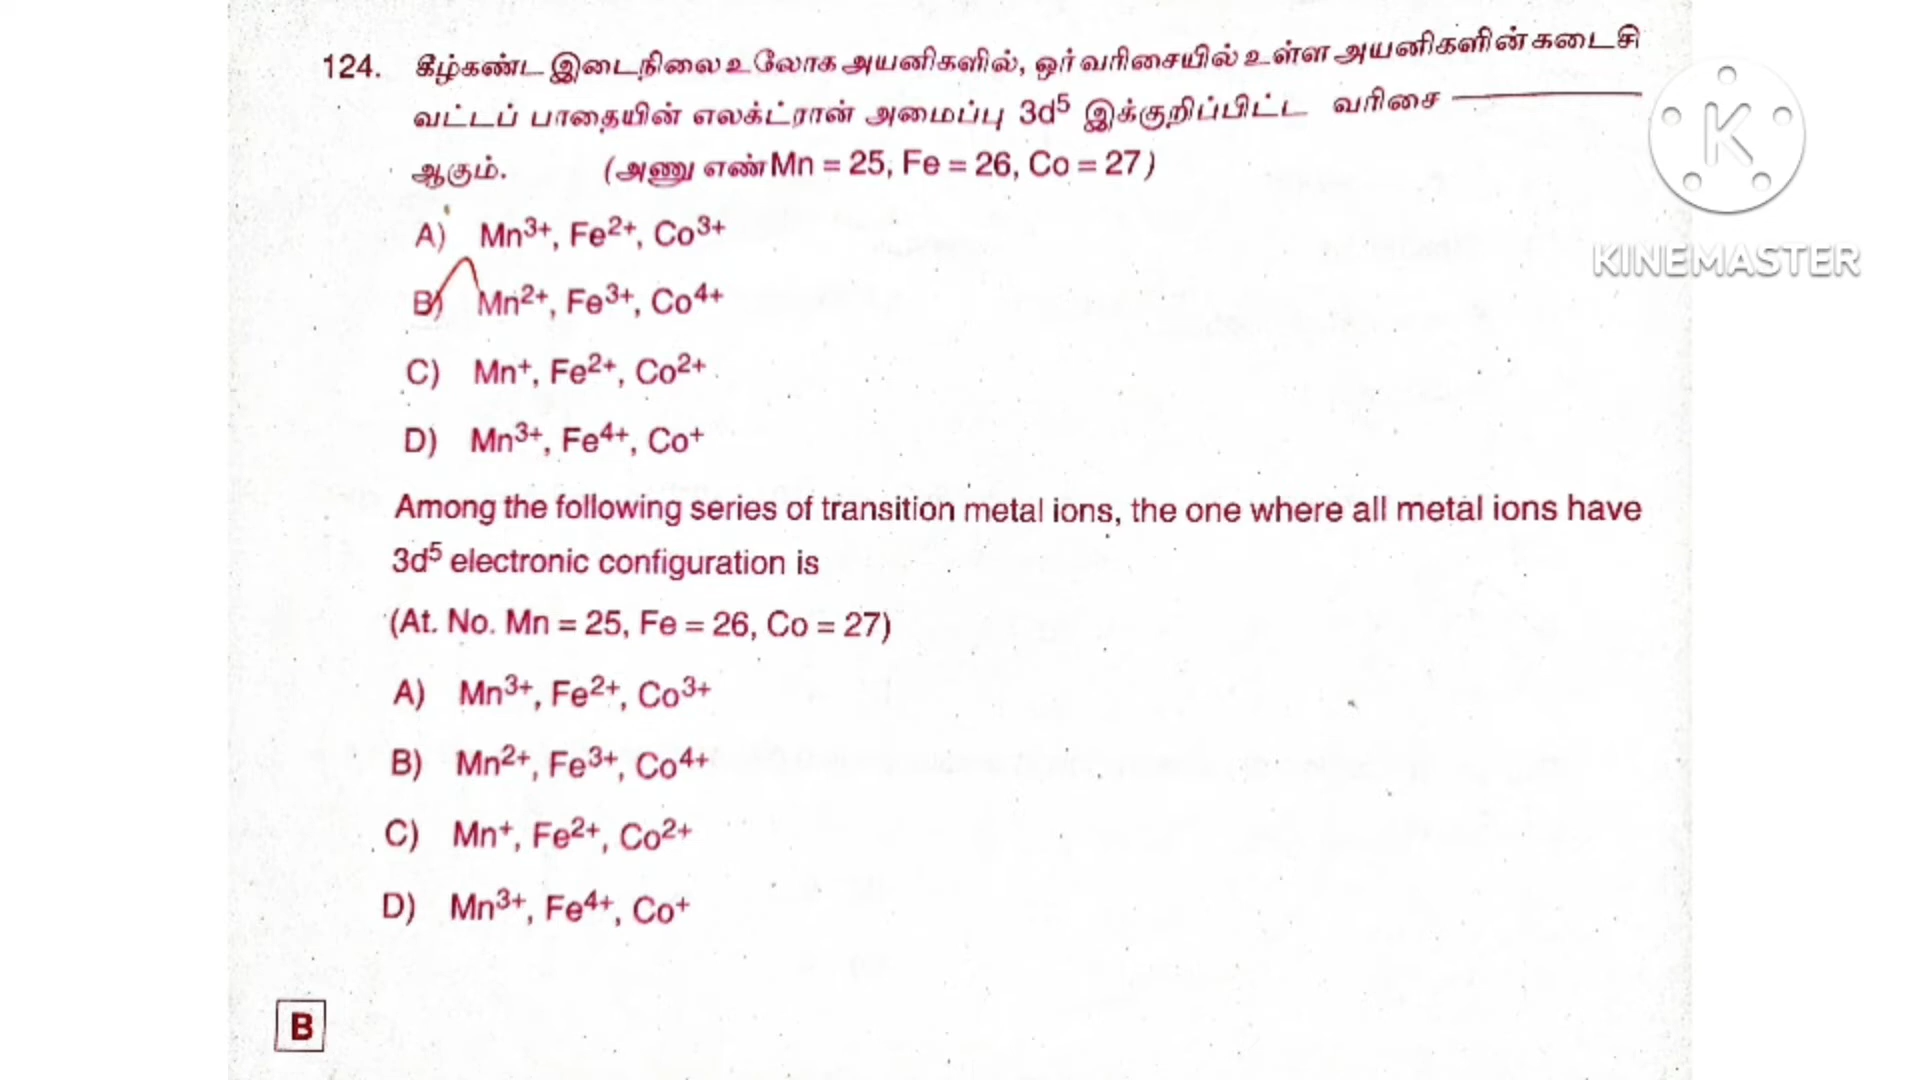 124. கீழ்கண்ட இடைநிலை உலோக அயனிகளில், ஓர் வரிசையில் உள்ள அயனிகளின் கடைசி
வட்டப் பாதையின் எலக்ட்ரான் அமைப்பு 3d⁵ இக்குறிப்பிட்ட வரிசை ————
ஆகும். (அணு எண் Mn = 25, Fe = 26, Co = 27)
A) Mn³⁺, Fe²⁺, Co³⁺
B) Mn²⁺, Fe³⁺, Co⁴⁺
C) Mn⁺, Fe²⁺, Co²⁺
D) Mn³⁺, Fe⁴⁺, Co⁺
Among the following series of transition metal ions, the one where all metal ions have
3d⁵ electronic configuration is
(At. No. Mn = 25, Fe = 26, Co = 27)
A) Mn³⁺, Fe²⁺, Co³⁺
B) Mn²⁺, Fe³⁺, Co⁴⁺
C) Mn⁺, Fe²⁺, Co²⁺
D) Mn³⁺, Fe⁴⁺, Co⁺
B
K
KINEMASTER